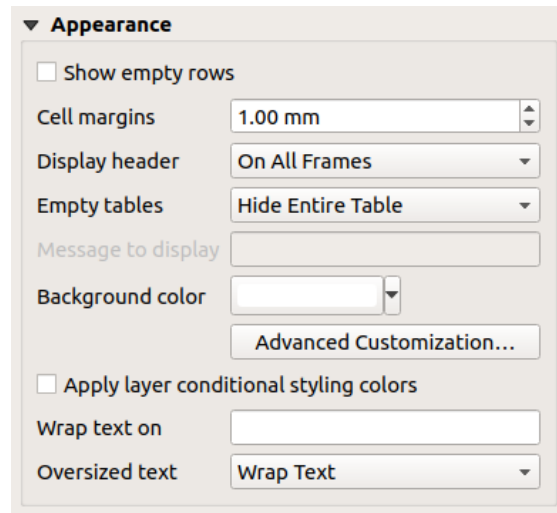 Appearance
Show empty rows
Cell margins 1.00 mm
Display header On All Frames
Empty tables Hide Entire Table
Message to display
Background color
Advanced Customization...
Apply layer conditional styling colors
Wrap text on
Oversized text Wrap Text